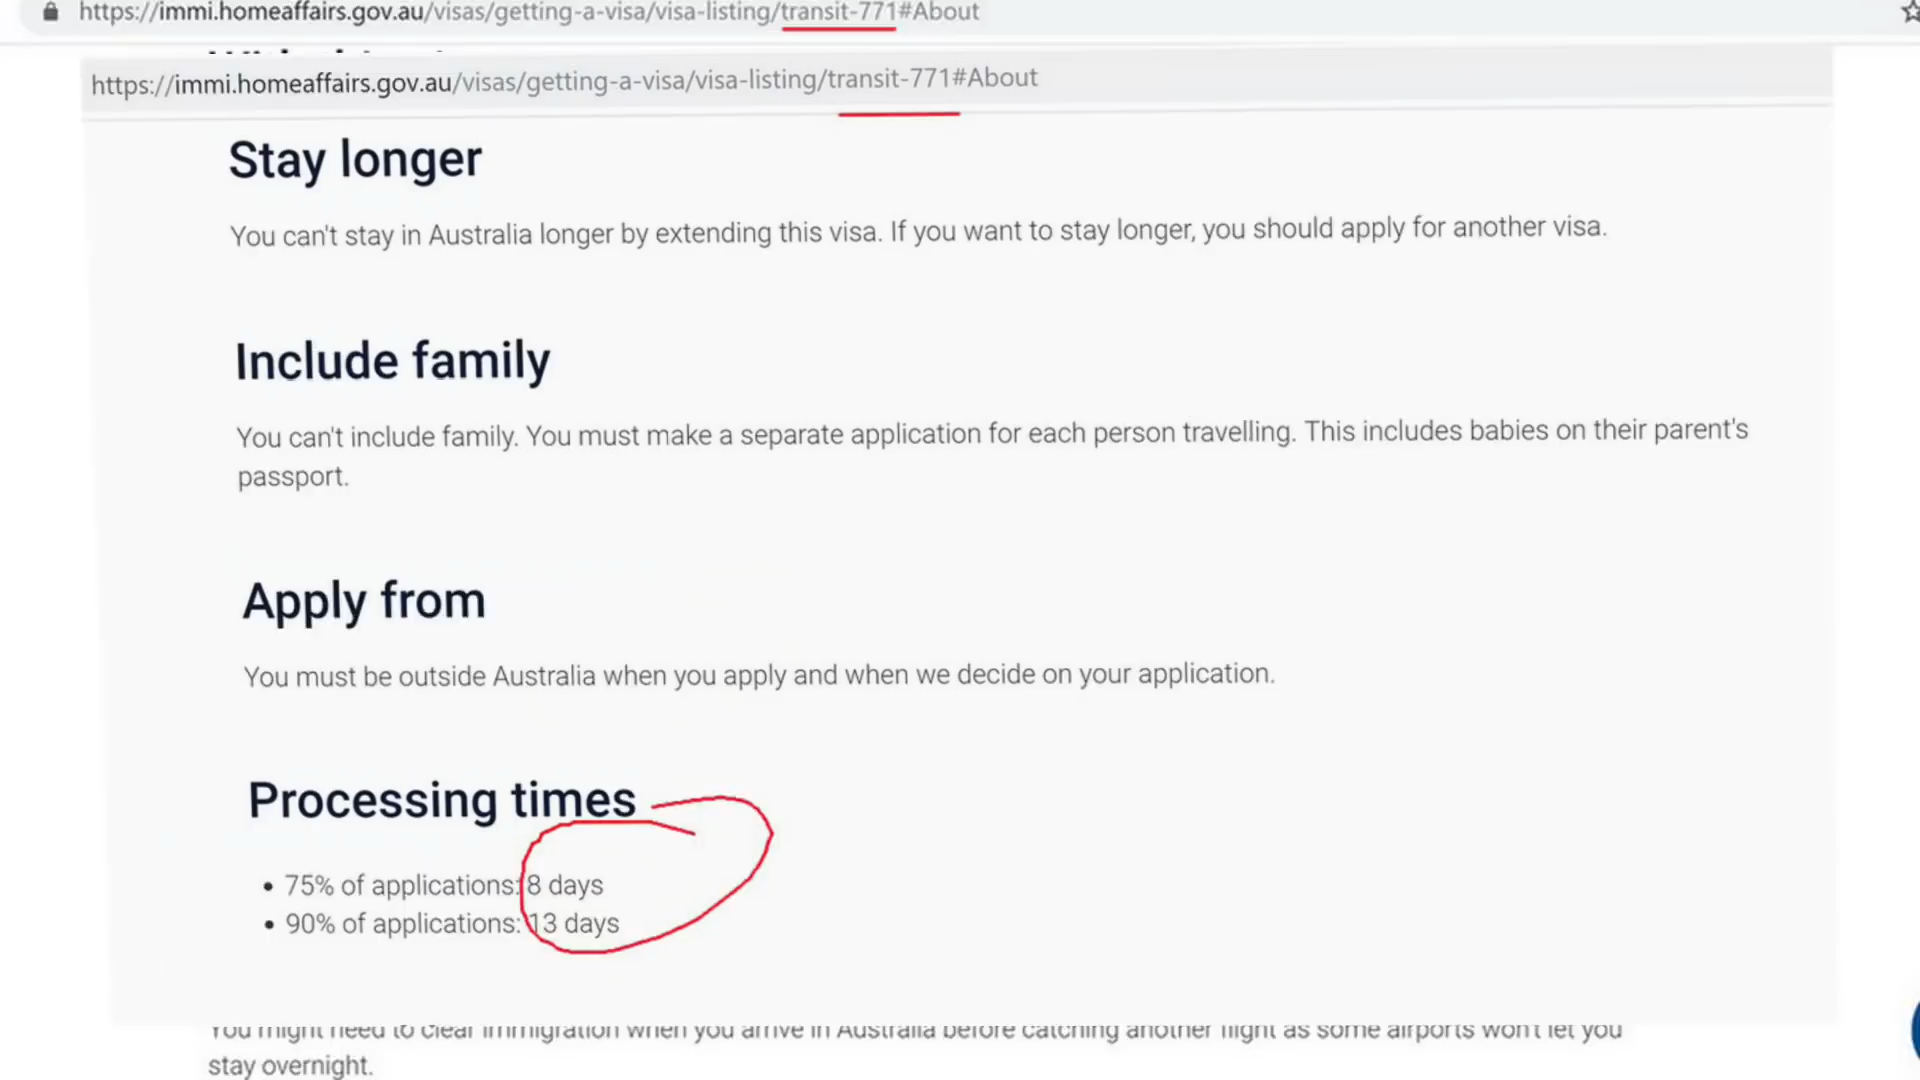 https://immi.homeaffairs.gov.au/visas/getting-a-visa/visa-listing/transit-771#About
https://immi.homeaffairs.gov.au/visas/getting-a-visa/visa-listing/transit-771#About
Stay longer
You can't stay in Australia longer by extending this visa. If you want to stay longer, you should apply for another visa.
Include family
You can't include family. You must make a separate application for each person travelling. This includes babies on their parent's
passport.
Apply from
You must be outside Australia when you apply and when we decide on your application.
Processing times
• 75% of applications: 8 days
• 90% of applications: 13 days
You might need to clear immigration when you arrive in Australia before catching another flight as some airports won't let you
stay overnight.